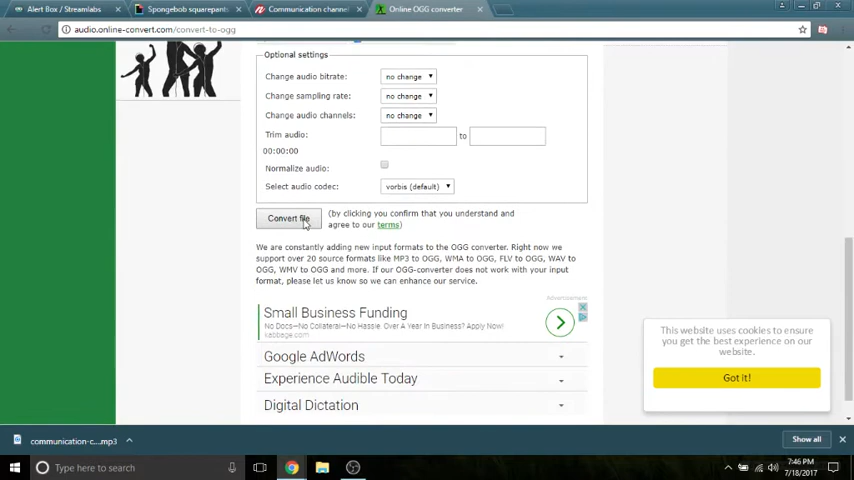 Alert Box / Streamlabs
Spongebob squarepants
Communication channel
Online OGG converter
audio.online-convert.com/convert-to-ogg
Optional settings
Change audio bitrate: no change
Change sampling rate: no change
Change audio channels: no change
Trim audio: to
00:00:00
Normalize audio:
Select audio codec: vorbis (default)
Convert file (by clicking you confirm that you understand and
agree to our terms)
We are constantly adding new input formats to the OGG converter. Right now we
support over 20 source formats like MP3 to OGG, WMA to OGG, FLV to OGG, WAV to
OGG, WMV to OGG and more. If our OGG-converter does not work with your input
format, please let us know so we can enhance our service.
Advertisement
Small Business Funding
No Docs–No Collateral–No Hassle. Over A Year In Business? Apply Now!
kabbage.com
Google AdWords
Experience Audible Today
Digital Dictation
This website uses cookies to ensure
you get the best experience on our
website.
Got it!
communication-c....mp3
Show all
Type here to search
7:46 PM
7/18/2017